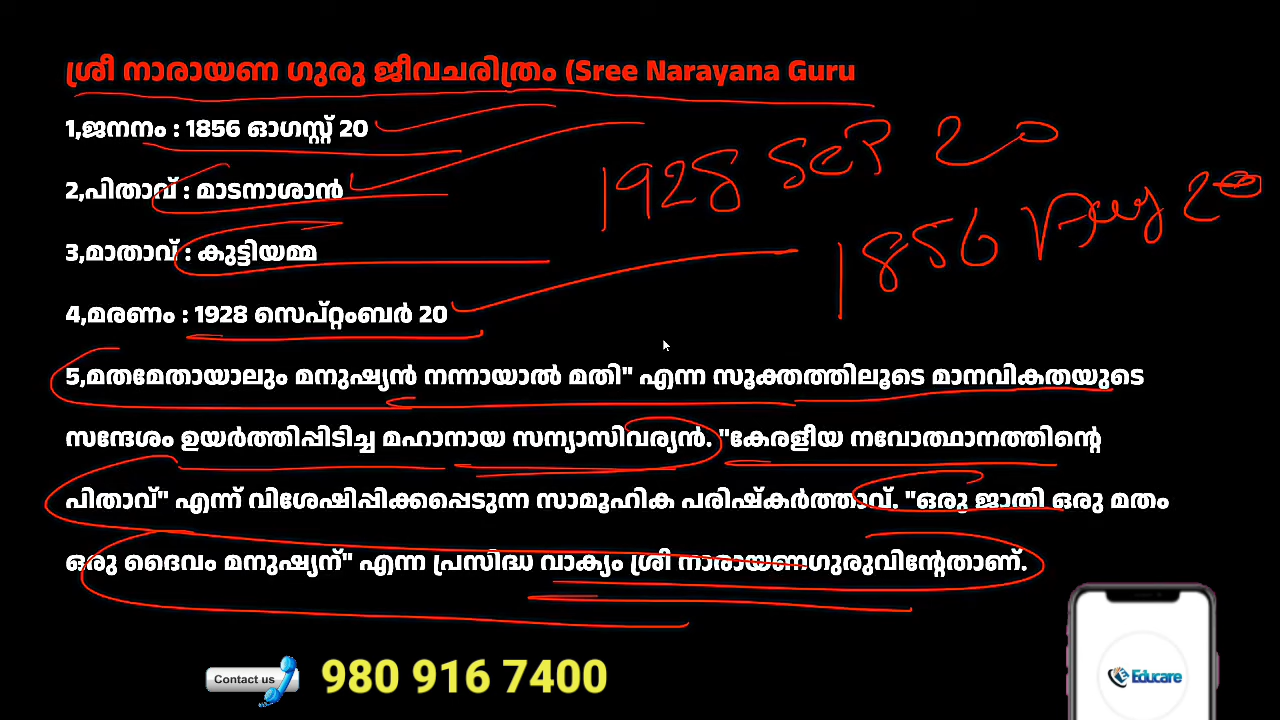 ശ്രീ നാരായണ ഗുരു ജീവചരിത്രം (Sree Narayana Guru
1,ജനനം : 1856 ഓഗസ്റ്റ് 20
1928 SEP 20
2,പിതാവ് : മാടനാശാൻ
1856 Aug 20
3,മാതാവ് : കുട്ടിയമ്മ
4,മരണം : 1928 സെപ്റ്റംബർ 20
5,മതമേതായാലും മനുഷ്യൻ നന്നായാൽ മതി" എന്ന സൂക്തത്തിലൂടെ മാനവികതയുടെ
സന്ദേശം ഉയർത്തിപ്പിടിച്ച മഹാനായ സന്യാസിവര്യൻ. "കേരളീയ നവോത്ഥാനത്തിന്റെ
പിതാവ്" എന്ന് വിശേഷിപ്പിക്കപ്പെടുന്ന സാമൂഹിക പരിഷ്കർത്താവ്. "ഒരു ജാതി ഒരു മതം
ഒരു ദൈവം മനുഷ്യന്" എന്ന പ്രസിദ്ധ വാക്യം ശ്രീ നാരായണഗുരുവിന്റേതാണ്.
Contact us 980 916 7400
Educare